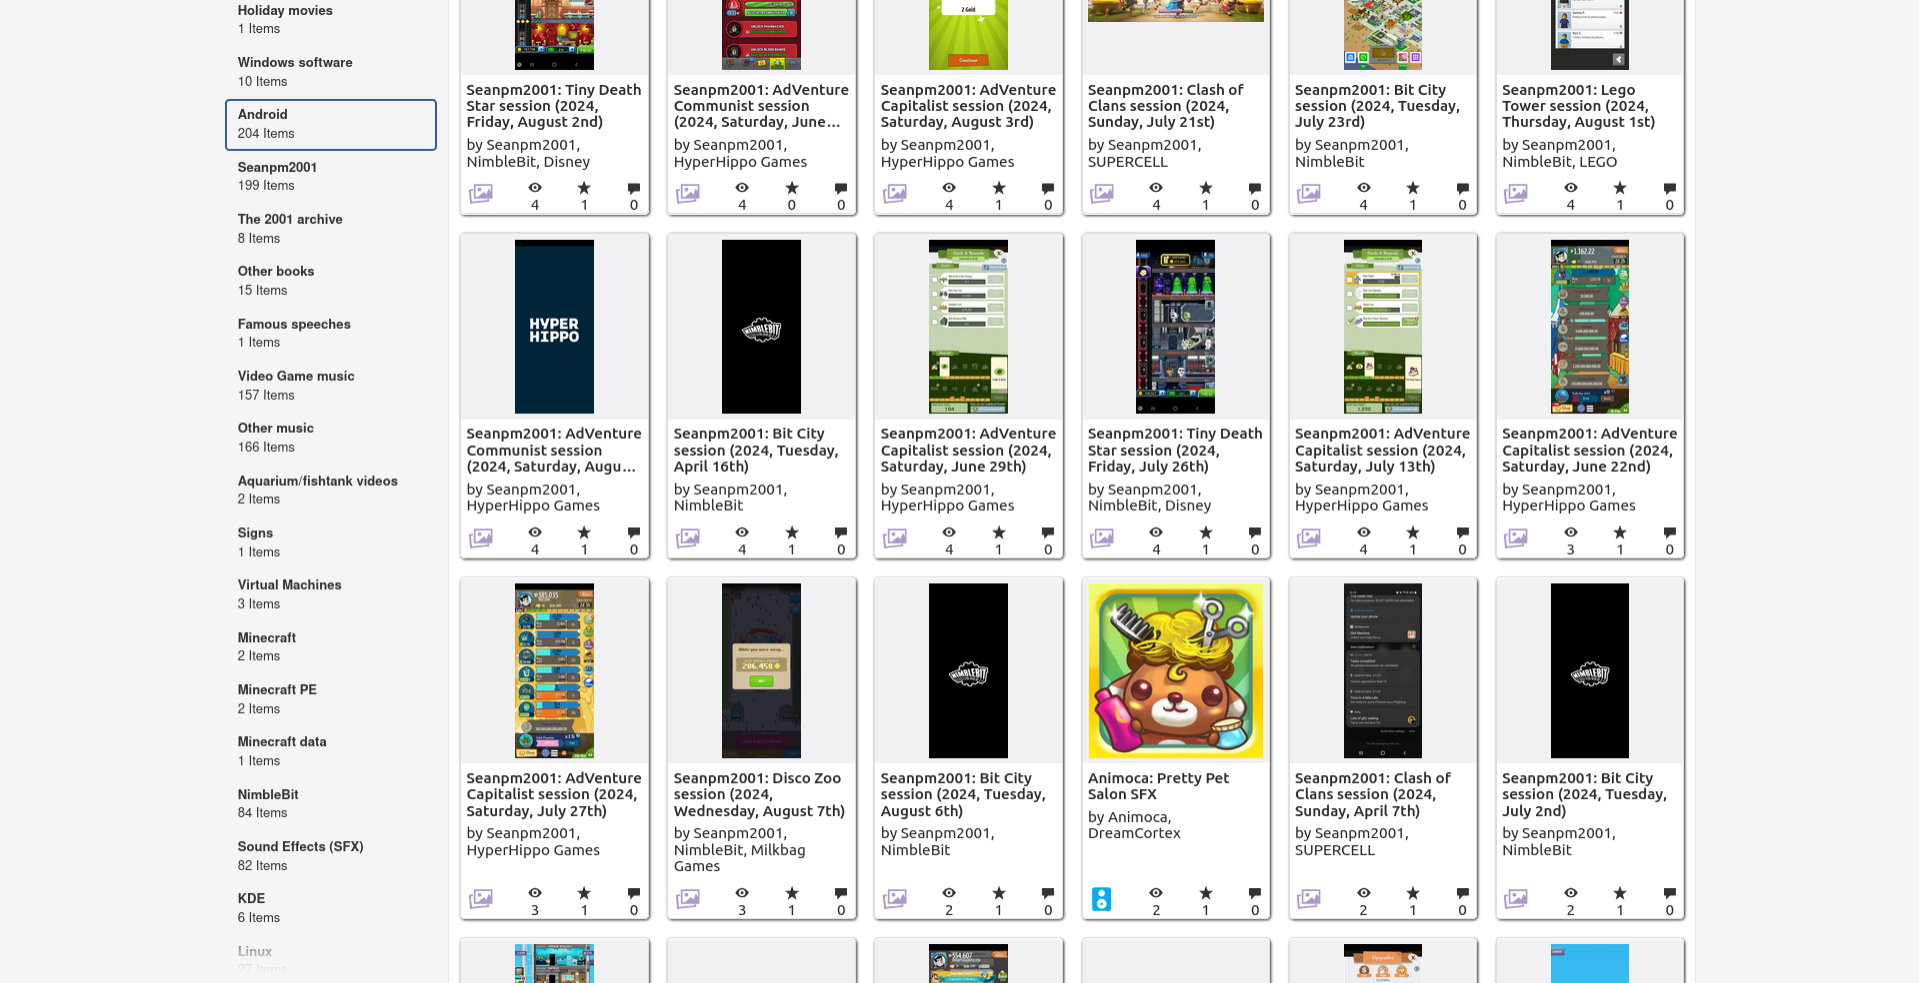 Holiday movies
1 Items
Windows software
10 Items
Android
204 Items
Seanpm2001
199 Items
The 2001 archive
8 Items
Other books
15 Items
Famous speeches
1 Items
Video Game music
157 Items
Other music
166 Items
Aquarium/fishtank videos
2 Items
Signs
1 Items
Virtual Machines
3 Items
Minecraft
2 Items
Minecraft PE
2 Items
Minecraft data
1 Items
NimbleBit
84 Items
Sound Effects (SFX)
82 Items
KDE
6 Items
Linux
27 Items
2 Gold
Continue
Seanpm2001: Tiny Death
Star session (2024,
Friday, August 2nd)
by Seanpm2001,
NimbleBit, Disney
4 1 0
Seanpm2001: AdVenture
Communist session
(2024, Saturday, June...
by Seanpm2001,
HyperHippo Games
4 0 0
Seanpm2001: AdVenture
Capitalist session (2024,
Saturday, August 3rd)
by Seanpm2001,
HyperHippo Games
4 1 0
Seanpm2001: Clash of
Clans session (2024,
Sunday, July 21st)
by Seanpm2001,
SUPERCELL
4 1 0
Seanpm2001: Bit City
session (2024, Tuesday,
July 23rd)
by Seanpm2001,
NimbleBit
4 1 0
Seanpm2001: Lego
Tower session (2024,
Thursday, August 1st)
by Seanpm2001,
NimbleBit, LEGO
4 1 0
HYPER
HIPPO
Seanpm2001: AdVenture
Communist session
(2024, Saturday, Augu...
by Seanpm2001,
HyperHippo Games
4 1 0
NIMBLEBIT
Seanpm2001: Bit City
session (2024, Tuesday,
April 16th)
by Seanpm2001,
NimbleBit
4 1 0
Seanpm2001: AdVenture
Capitalist session (2024,
Saturday, June 29th)
by Seanpm2001,
HyperHippo Games
4 1 0
Seanpm2001: Tiny Death
Star session (2024,
Friday, July 26th)
by Seanpm2001,
NimbleBit, Disney
4 1 0
Seanpm2001: AdVenture
Capitalist session (2024,
Saturday, July 13th)
by Seanpm2001,
HyperHippo Games
4 1 0
1,162.22
Seanpm2001: AdVenture
Capitalist session (2024,
Saturday, June 22nd)
by Seanpm2001,
HyperHippo Games
3 1 0
Seanpm2001: AdVenture
Capitalist session (2024,
Saturday, July 27th)
by Seanpm2001,
HyperHippo Games
3 1 0
While you were away...
206,458
Seanpm2001: Disco Zoo
session (2024,
Wednesday, August 7th)
by Seanpm2001,
NimbleBit, Milkbag
Games
3 1 0
NIMBLEBIT
Seanpm2001: Bit City
session (2024, Tuesday,
August 6th)
by Seanpm2001,
NimbleBit
2 1 0
Animoca: Pretty Pet
Salon SFX
by Animoca,
DreamCortex
2 1 0
Seanpm2001: Clash of
Clans session (2024,
Sunday, April 7th)
by Seanpm2001,
SUPERCELL
2 1 0
NIMBLEBIT
Seanpm2001: Bit City
session (2024, Tuesday,
July 2nd)
by Seanpm2001,
NimbleBit
2 1 0
554.607
Upgrades